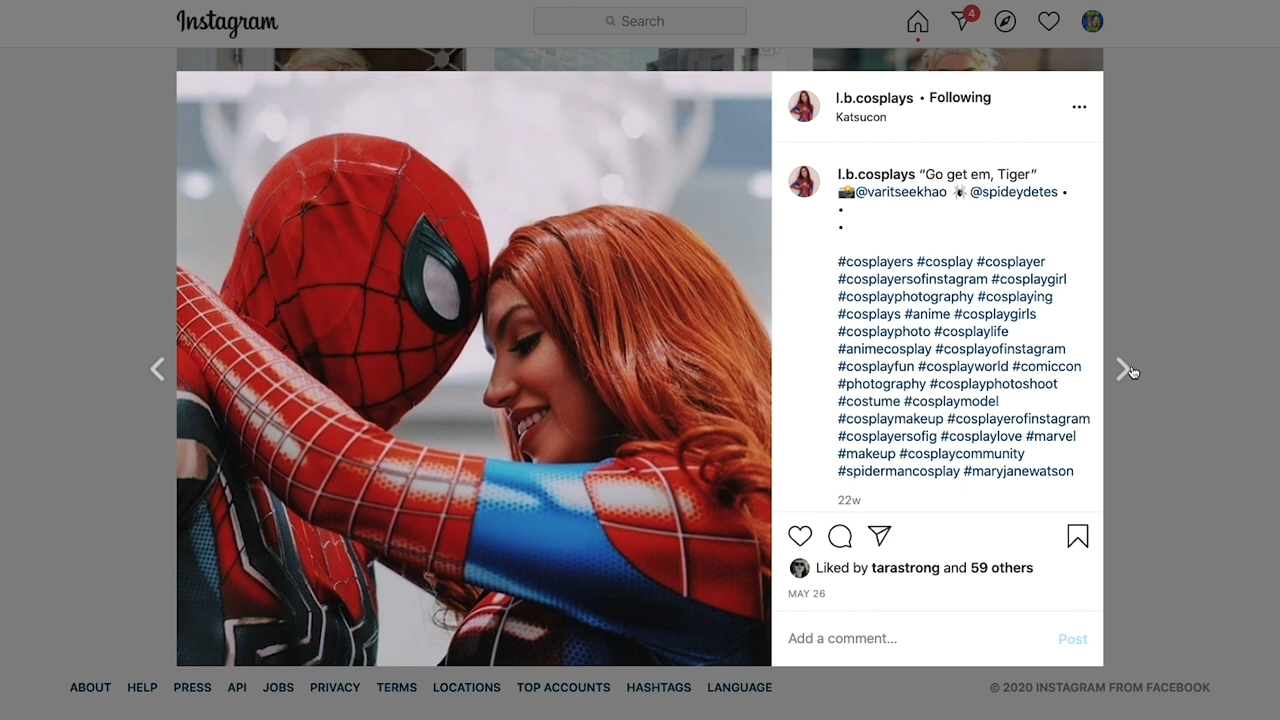 Instagram
Search
4
l.b.cosplays • Following
Katsucon
l.b.cosplays “Go get em, Tiger”
@varitseekhao @spideydetes •
•
•
#cosplayers #cosplay #cosplayer
#cosplayersofinstagram #cosplaygirl
#cosplayphotography #cosplaying
#cosplays #anime #cosplaygirls
#cosplayphoto #cosplaylife
#animecosplay #cosplayofinstagram
#cosplayfun #cosplayworld #comiccon
#photography #cosplayphotoshoot
#costume #cosplaymodel
#cosplaymakeup #cosplayerofinstagram
#cosplayersofig #cosplaylove #marvel
#makeup #cosplaycommunity
#spidermancosplay #maryjanewatson
22w
Liked by tarastrong and 59 others
MAY 26
Add a comment... Post
ABOUT HELP PRESS API JOBS PRIVACY TERMS LOCATIONS TOP ACCOUNTS HASHTAGS LANGUAGE © 2020 INSTAGRAM FROM FACEBOOK